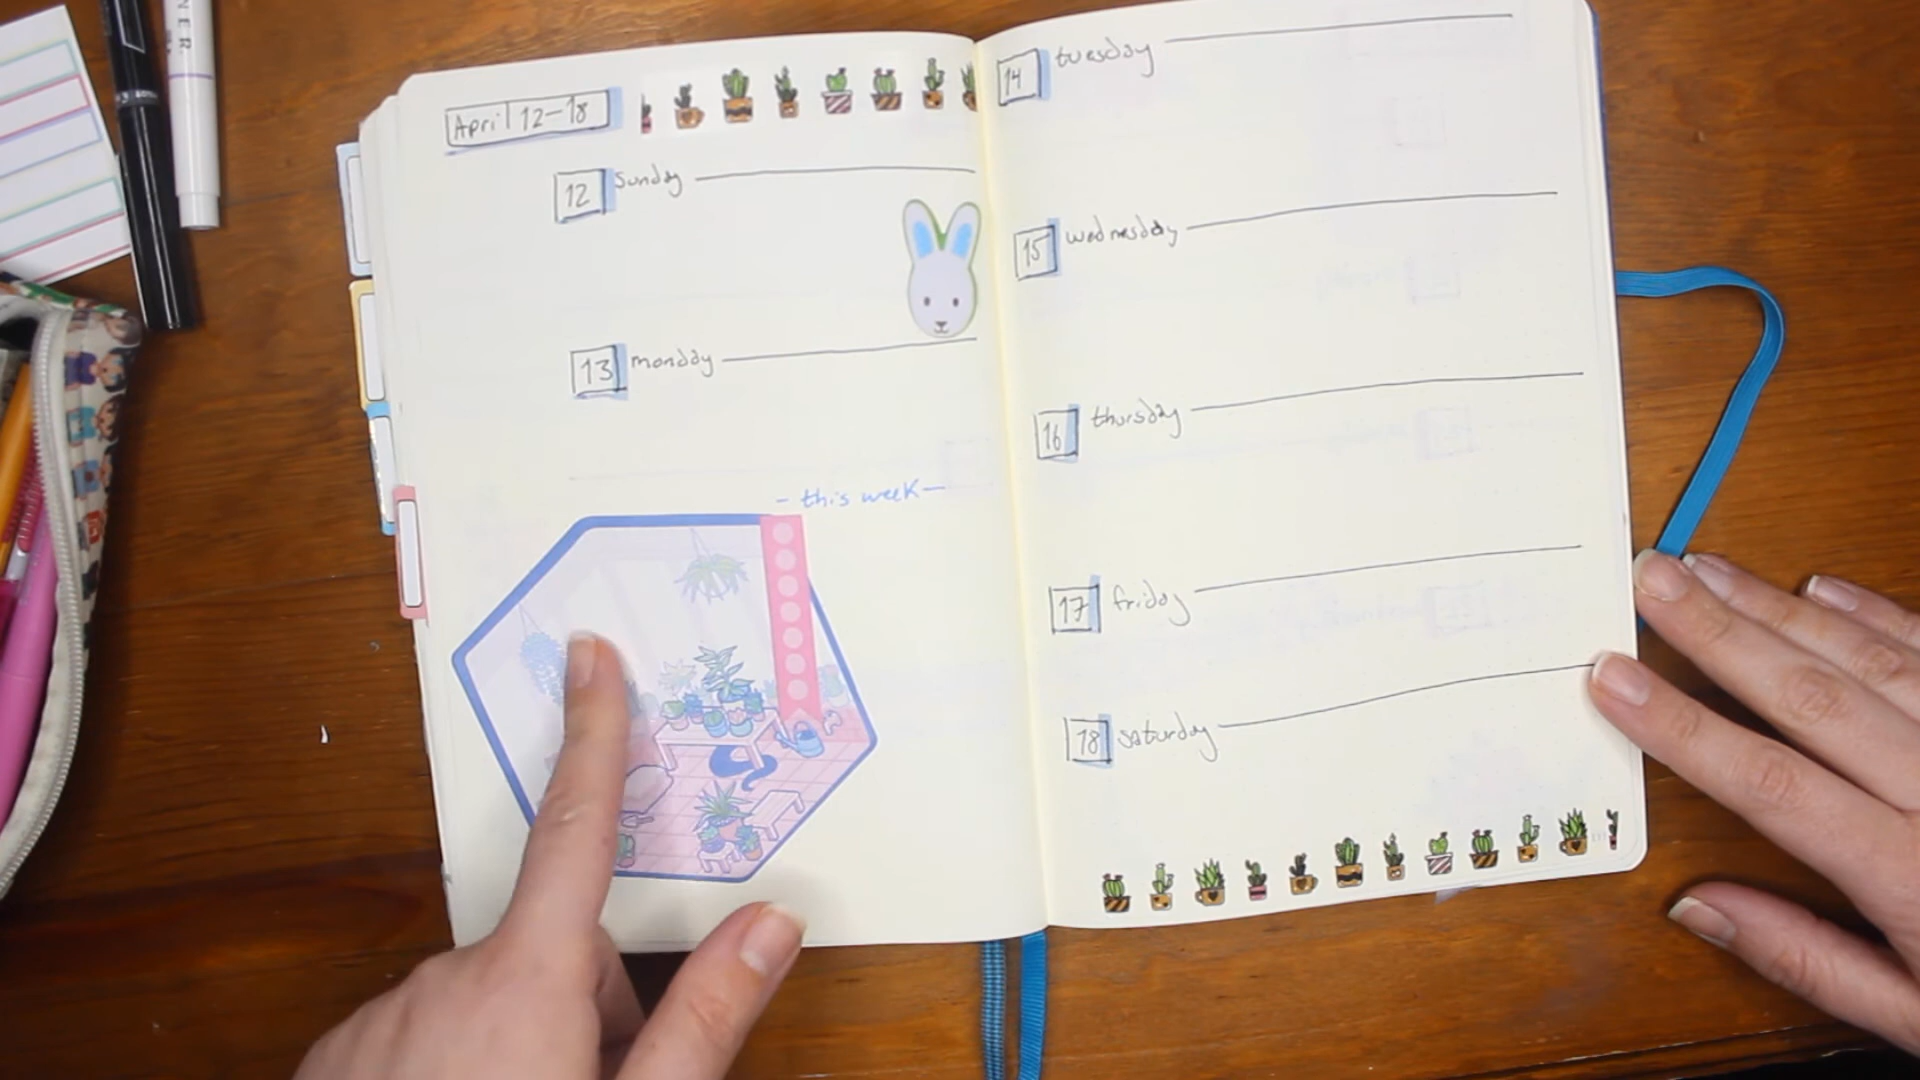 April 12-18
12 sunday
13 monday
- this week -
14 tuesday
15 wednesday
16 thursday
17 friday
18 saturday